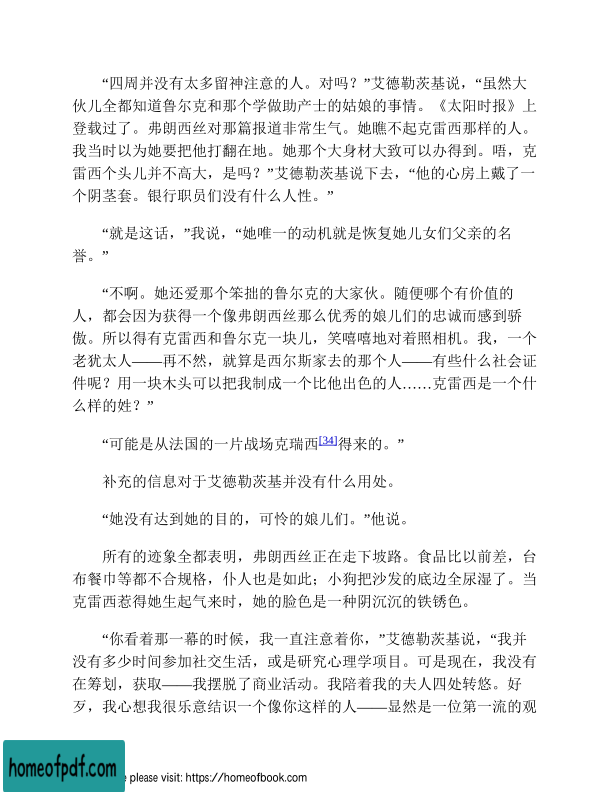 “四周并没有太多留神注意的人。对吗？”艾德勒茨基说，“虽然大
伙儿全都知道鲁尔克和那个学做助产士的姑娘的事情。《太阳时报》上
登载过了。弗朗西丝对那篇报道非常生气。她瞧不起克雷西那样的人。
我当时以为她要把他打翻在地。她那个大身材大致可以办得到。唔，克
雷西个头儿并不高大，是吗？”艾德勒茨基说下去，“他的心房上戴了一
个阴茎套。银行职员们没有什么人性。”
“就是这话，”我说，“她唯一的动机就是恢复她儿女们父亲的名
誉。”
“不啊。她还爱那个笨拙的鲁尔克的大家伙。随便哪个有价值的
人，都会因为获得一个像弗朗西丝那么优秀的娘儿们的忠诚而感到骄
傲。所以得有克雷西和鲁尔克一块儿，笑嘻嘻地对着照相机。我，一个
老犹太人——再不然，就算是西尔斯家去的那个人——有些什么社会证
件呢？用一块木头可以把我制成一个比他出色的人……克雷西是一个什
么样的姓？”
“可能是从法国的一片战场克瑞西[34]得来的。”
补充的信息对于艾德勒茨基并没有什么用处。
“她没有达到她的目的，可怜的娘儿们。”他说。
所有的迹象全都表明，弗朗西丝正在走下坡路。食品比以前差，台
布餐巾等都不合规格，仆人也是如此；小狗把沙发的底边全尿湿了。当
克雷西惹得她生起气来时，她的脸色是一种阴沉沉的铁锈色。
“你看着那一幕的时候，我一直注意着你，”艾德勒茨基说，“我并
没有多少时间参加社交生活，或是研究心理学项目。可是现在，我没有
在筹划，获取——我摆脱了商业活动。我陪着我的夫人四处转悠。好
歹，我心想我很乐意结识一个像你这样的人——显然是一位第一流的观
homeofpdf.com
e please visit: https://homeofbook.com